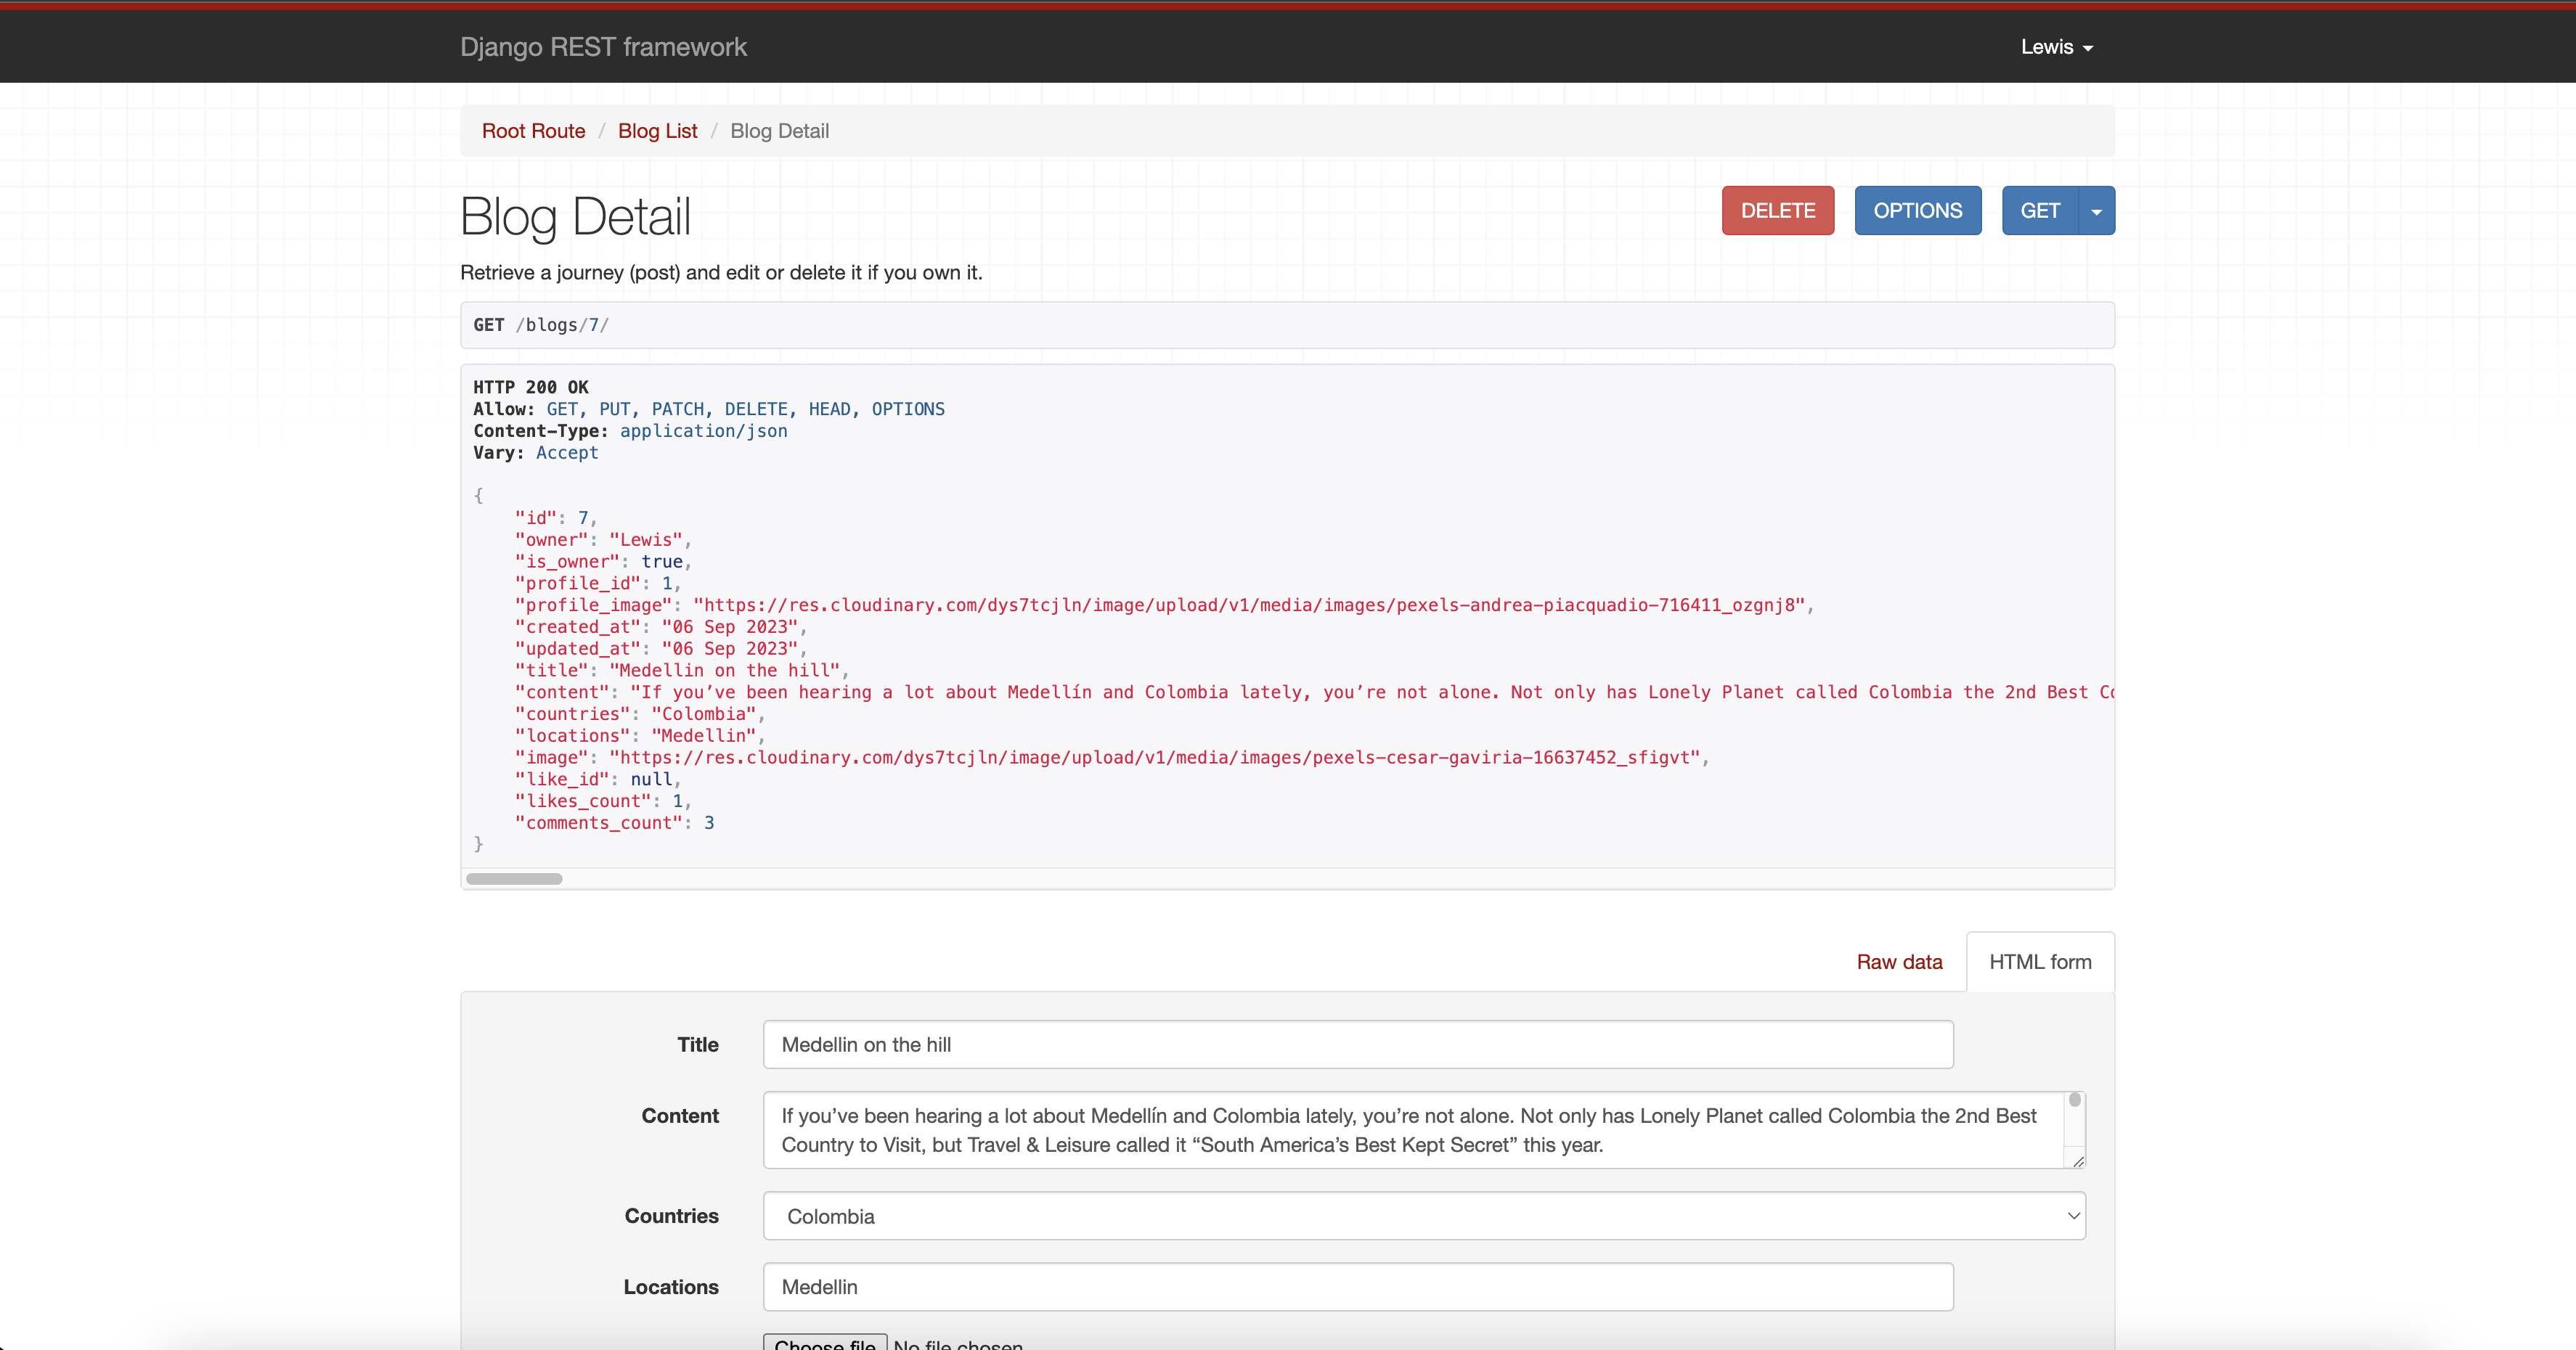 Django REST framework
Lewis
Root Route / Blog List / Blog Detail
Blog Detail
DELETE
OPTIONS
GET
Retrieve a journey (post) and edit or delete it if you own it.
GET /blogs/7/
HTTP 200 OK
Allow: GET, PUT, PATCH, DELETE, HEAD, OPTIONS
Content-Type: application/json
Vary: Accept
{
"id": 7,
"owner": "Lewis",
"is_owner": true,
"profile_id": 1,
"profile_image": "https://res.cloudinary.com/dys7tcjln/image/upload/v1/media/images/pexels-andrea-piacquadio-716411_ozgnj8",
"created_at": "06 Sep 2023",
"updated_at": "06 Sep 2023",
"title": "Medellin on the hill",
"content": "If you’ve been hearing a lot about Medellín and Colombia lately, you’re not alone. Not only has Lonely Planet called Colombia the 2nd Best
"countries": "Colombia",
"locations": "Medellin",
"image": "https://res.cloudinary.com/dys7tcjln/image/upload/v1/media/images/pexels-cesar-gaviria-16637452_sfigvt",
"like_id": null,
"likes_count": 1,
"comments_count": 3
}
Raw data
HTML form
Title
Medellin on the hill
Content
If you’ve been hearing a lot about Medellín and Colombia lately, you’re not alone. Not only has Lonely Planet called Colombia the 2nd Best
Country to Visit, but Travel & Leisure called it “South America’s Best Kept Secret” this year.
Countries
Colombia
Locations
Medellin
Choose file No file chosen